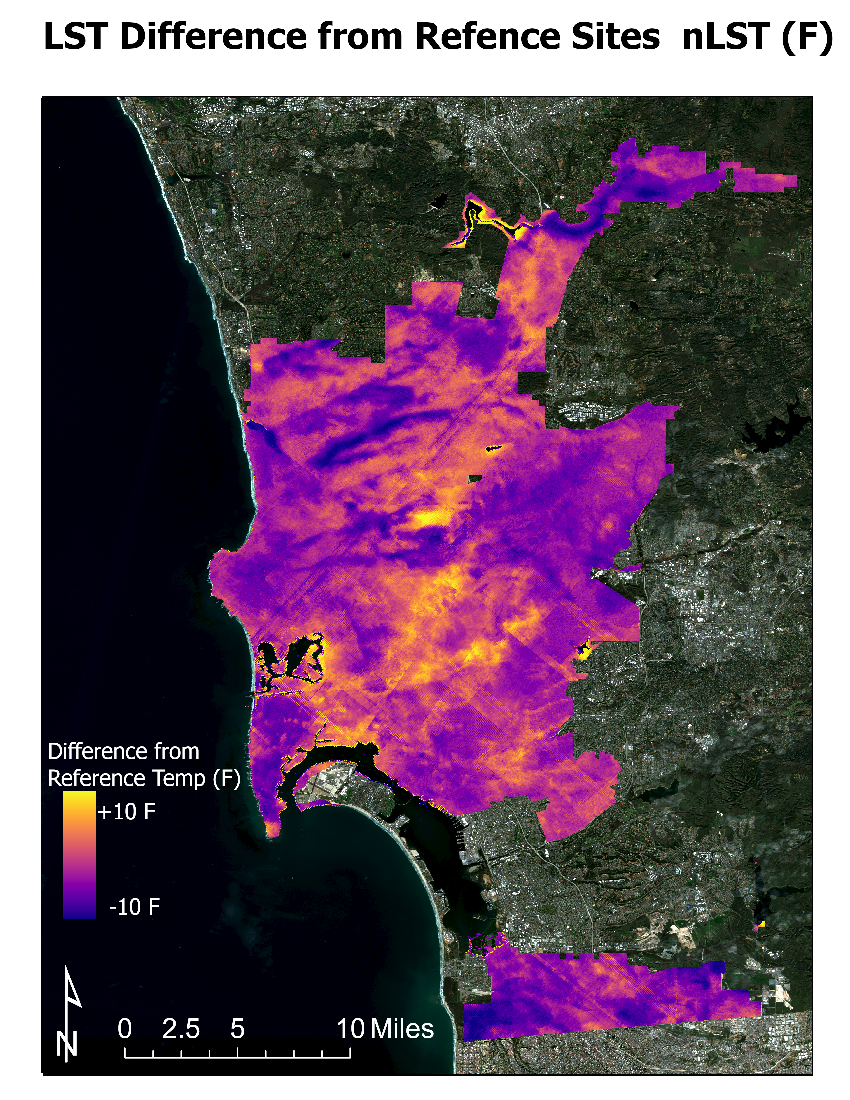 LST Difference from Refence Sites nLST (F)
Difference from
Reference Temp (F)
+10 F
-10 F
N
0 2.5 5 10 Miles